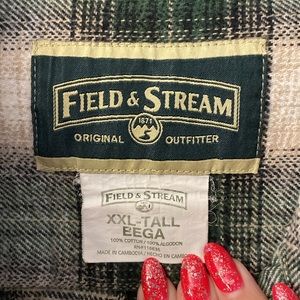 FIELD & STREAM
1871
ORIGINAL OUTFITTER
FIELD & STREAM
XXL-TALL
EEGA
100% COTTON / 100% ALGODON
MADE IN CAMBODIA / HECHO EN CAMBOYA